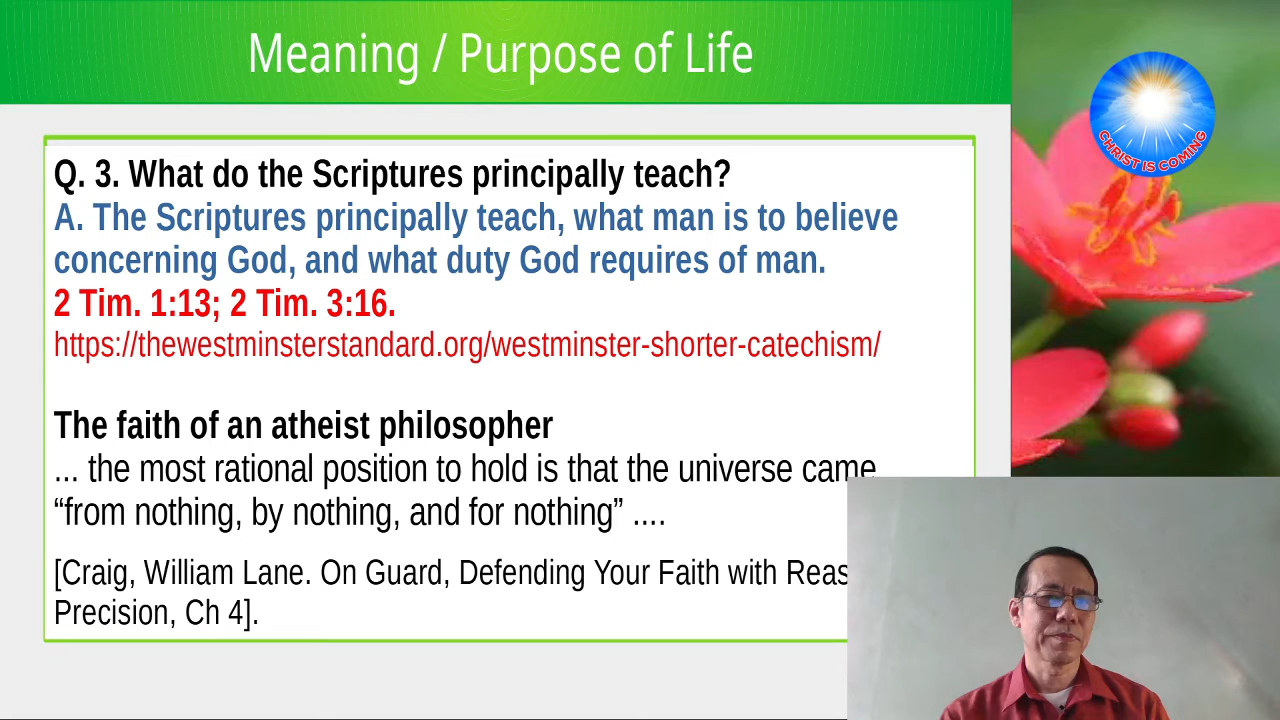 Meaning / Purpose of Life
CHRIST IS COMING
Q. 3. What do the Scriptures principally teach?
A. The Scriptures principally teach, what man is to believe
concerning God, and what duty God requires of man.
2 Tim. 1:13; 2 Tim. 3:16.
https://thewestminsterstandard.org/westminster-shorter-catechism/
The faith of an atheist philosopher
... the most rational position to hold is that the universe came
“from nothing, by nothing, and for nothing” ....
[Craig, William Lane. On Guard, Defending Your Faith with Reas
Precision, Ch 4].